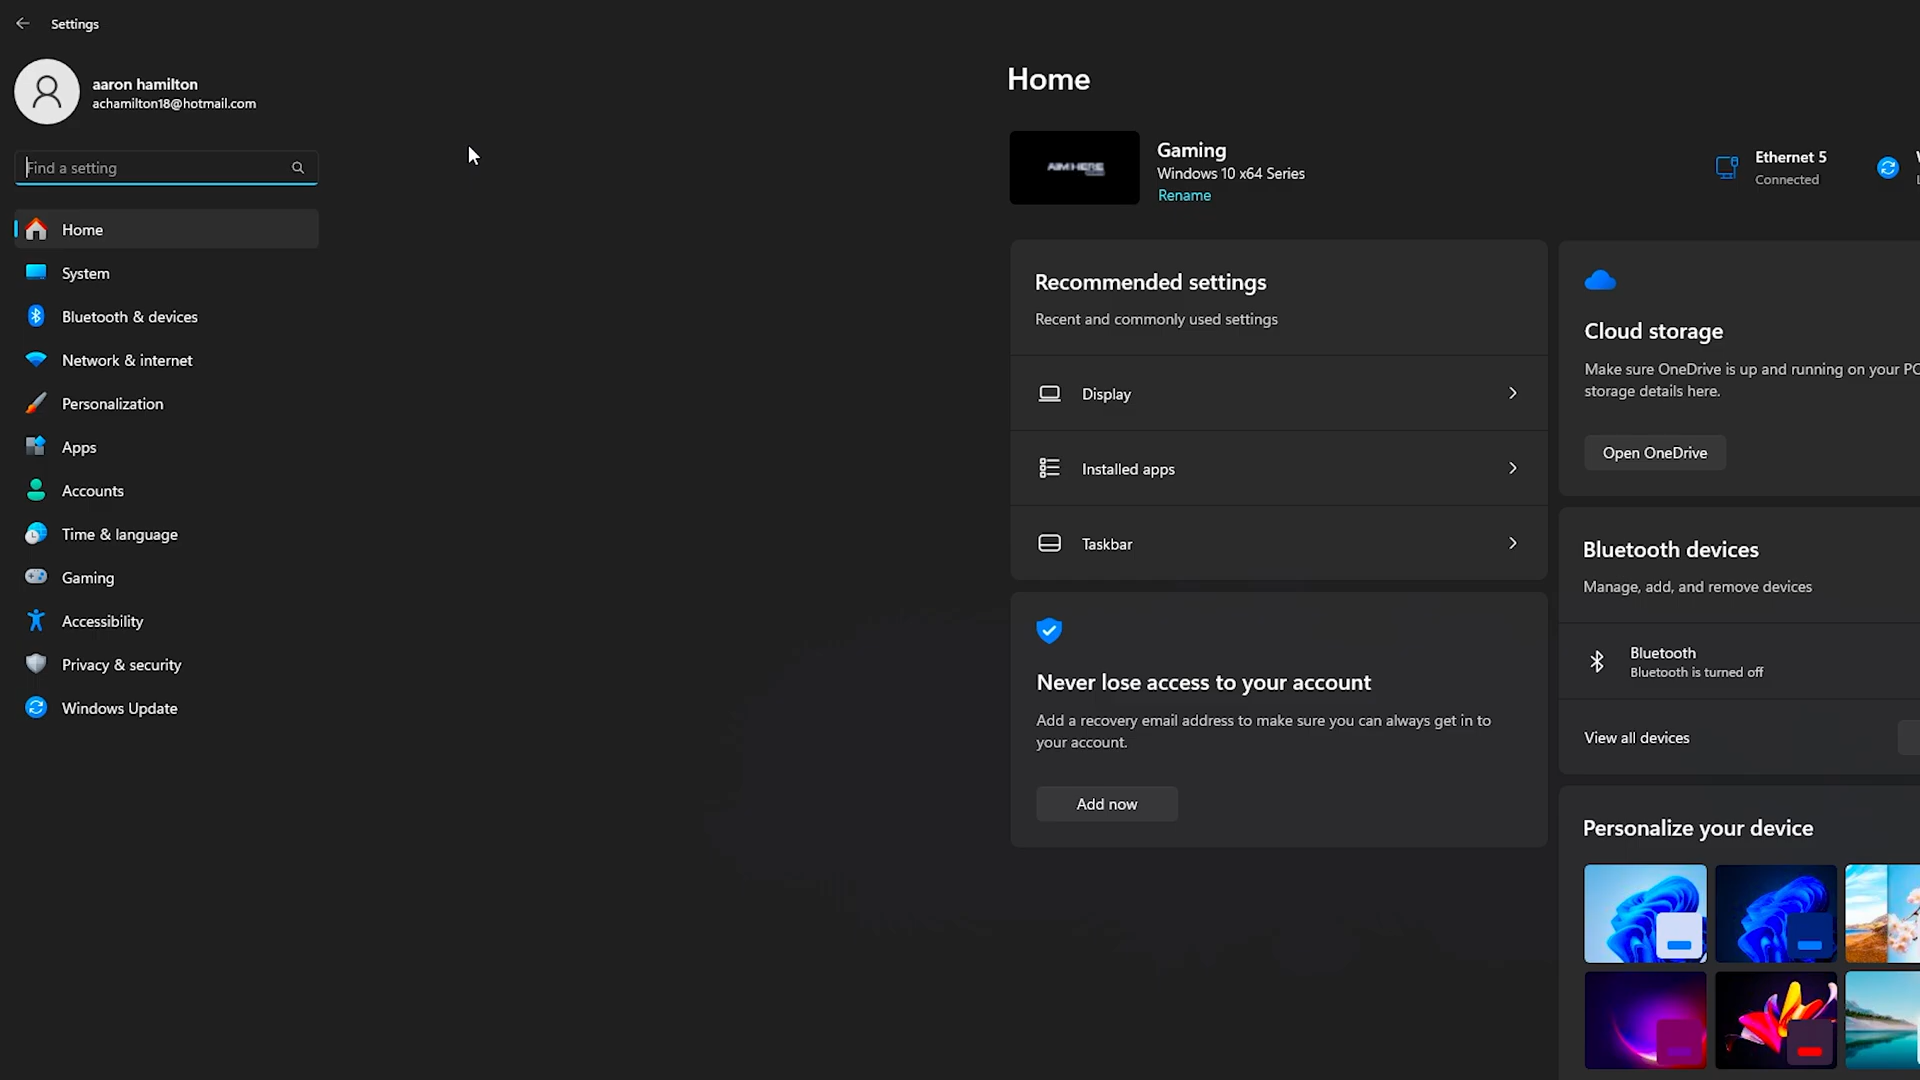 Settings
aaron hamilton
achamilton18@hotmail.com
Find a setting
Home
System
Bluetooth & devices
Network & internet
Personalization
Apps
Accounts
Time & language
Gaming
Accessibility
Privacy & security
Windows Update
Home
AIM HERE
Gaming
Windows 10 x64 Series
Rename
Ethernet 5
Connected
Recommended settings
Recent and commonly used settings
Display
Installed apps
Taskbar
Never lose access to your account
Add a recovery email address to make sure you can always get in to
your account.
Add now
Cloud storage
Make sure OneDrive is up and running on your PC
storage details here.
Open OneDrive
Bluetooth devices
Manage, add, and remove devices
Bluetooth
Bluetooth is turned off
View all devices
Personalize your device